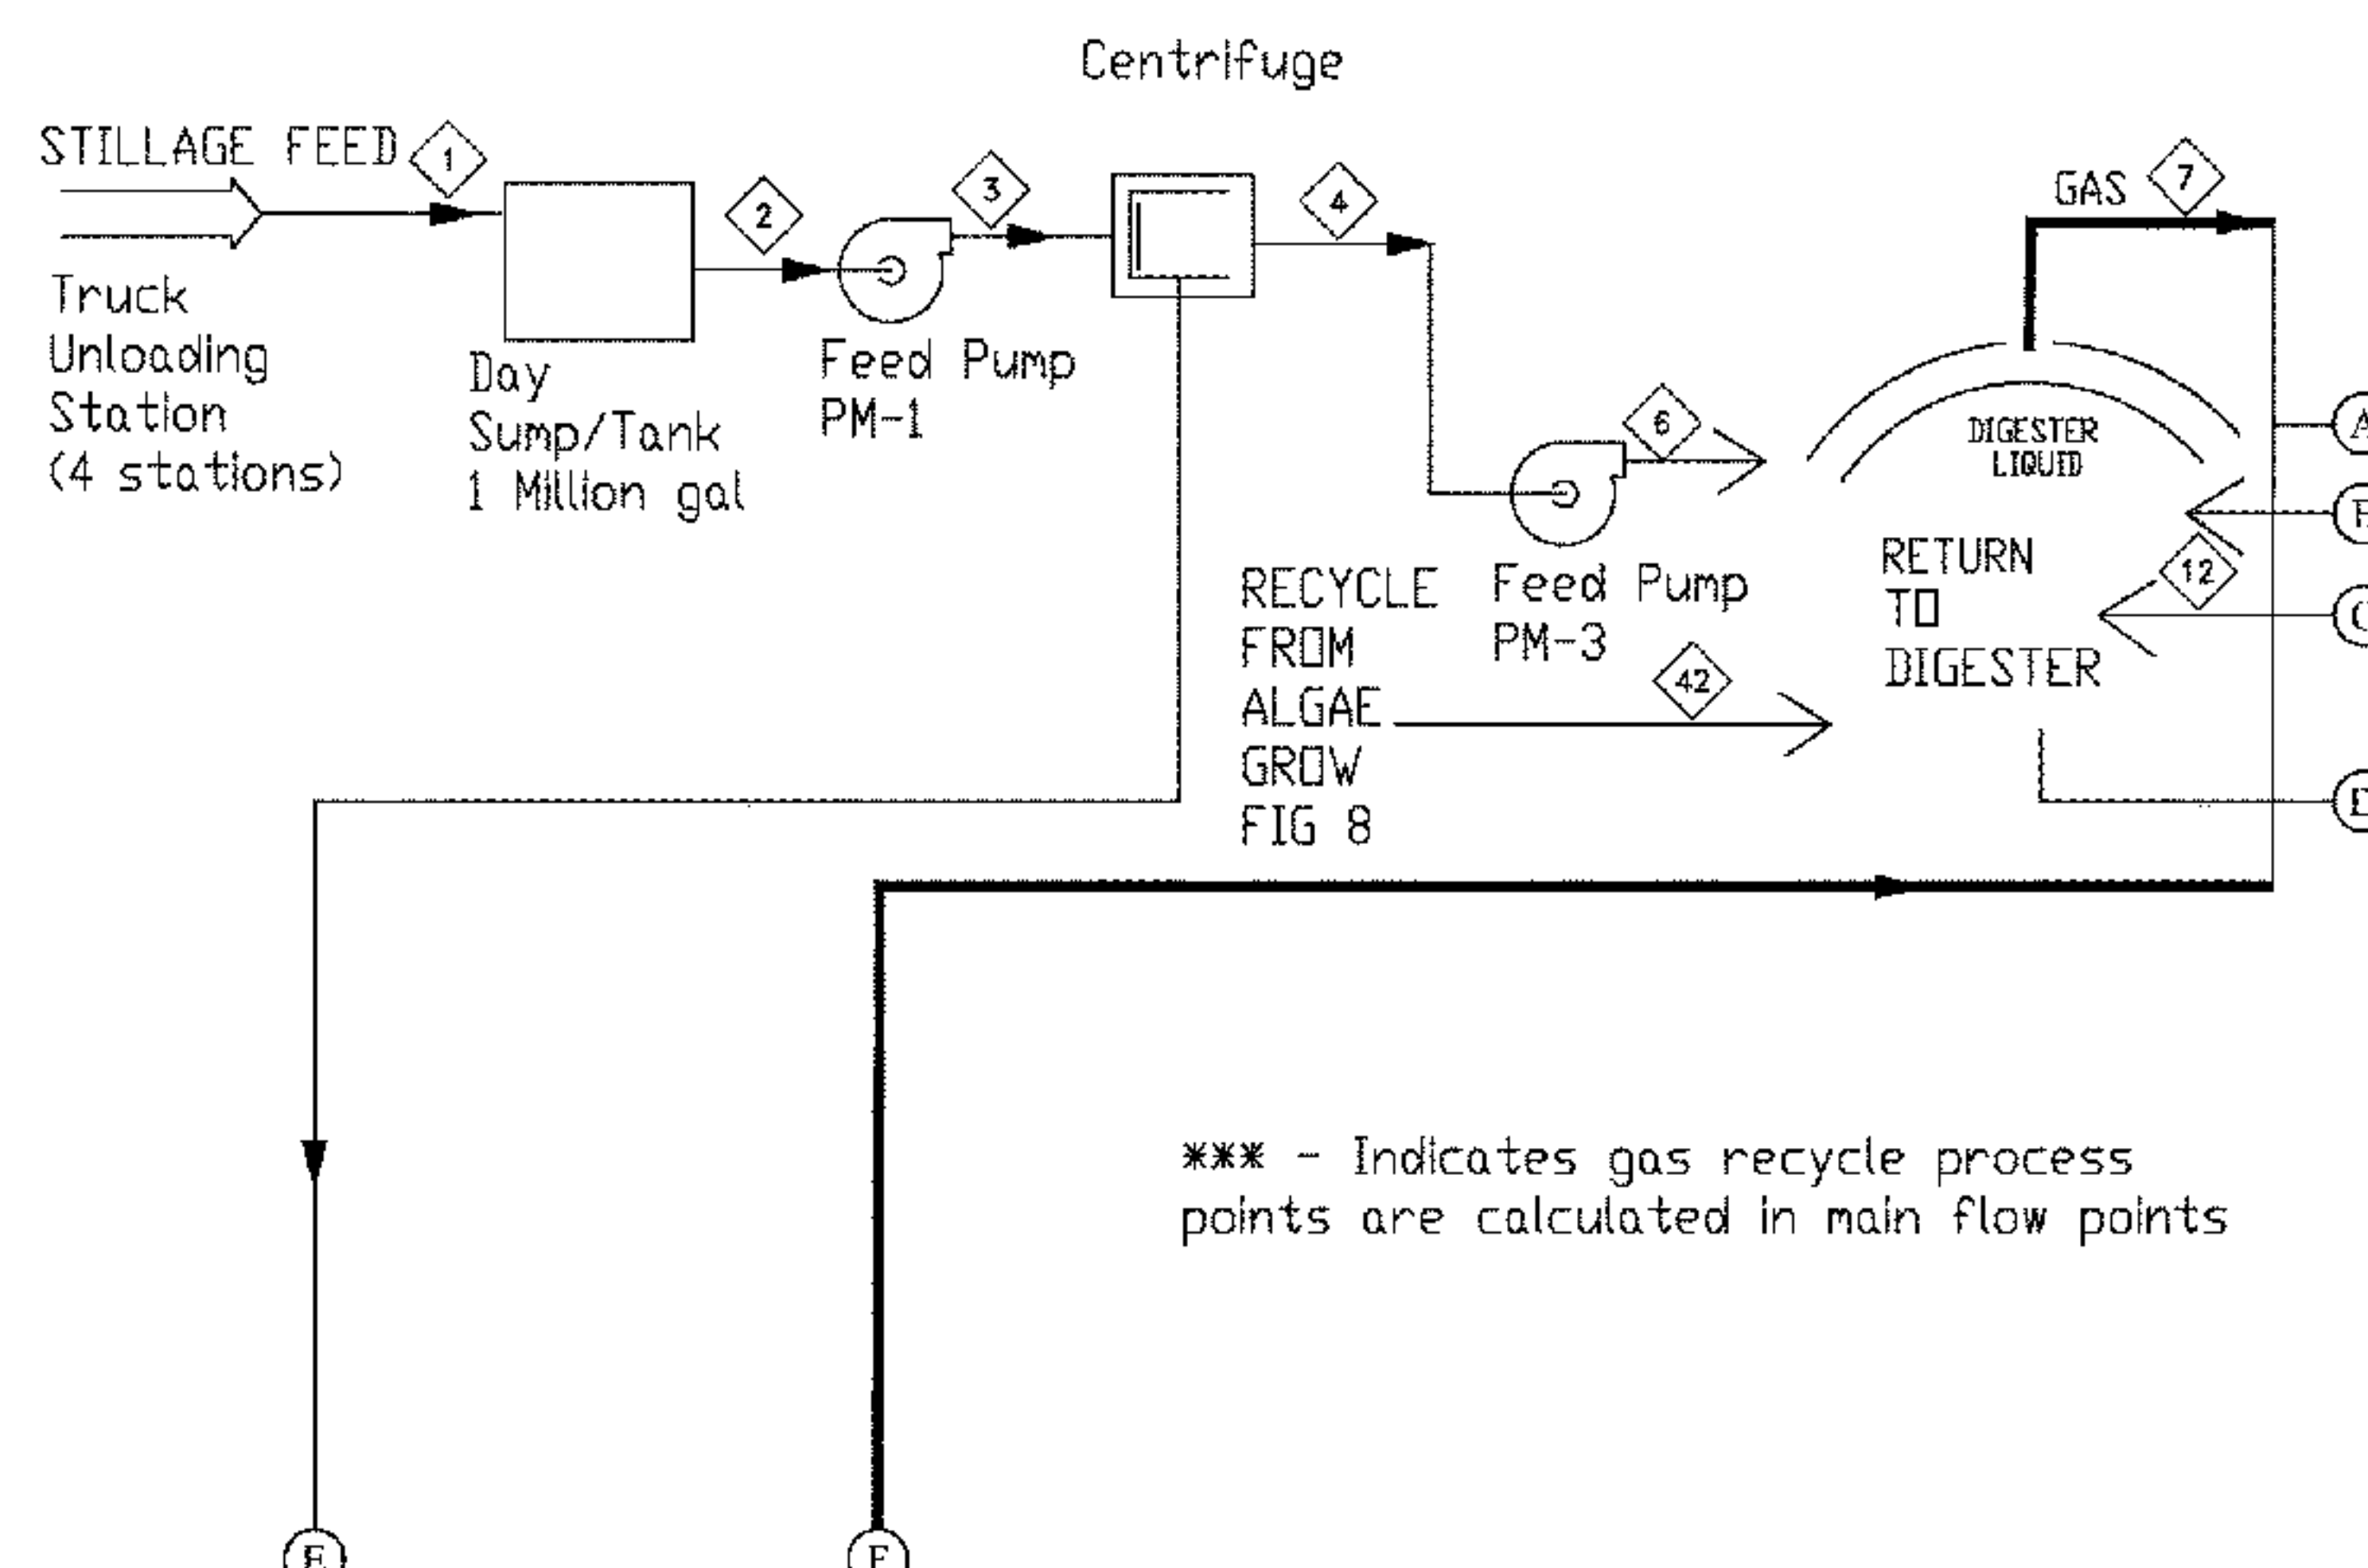 Centrifuge
STILLAGE FEED
1
2
3
4
GAS
7
Truck
Unloading
Station
(4 stations)
Day
Sump/Tank
1 Million gal
Feed Pump
PM-1
6
DIGESTER
LIQUID
RECYCLE
FROM
ALGAE
GROW
FIG 8
Feed Pump
PM-3
42
RETURN
TO
DIGESTER
12
*** - Indicates gas recycle process
points are calculated in main flow points